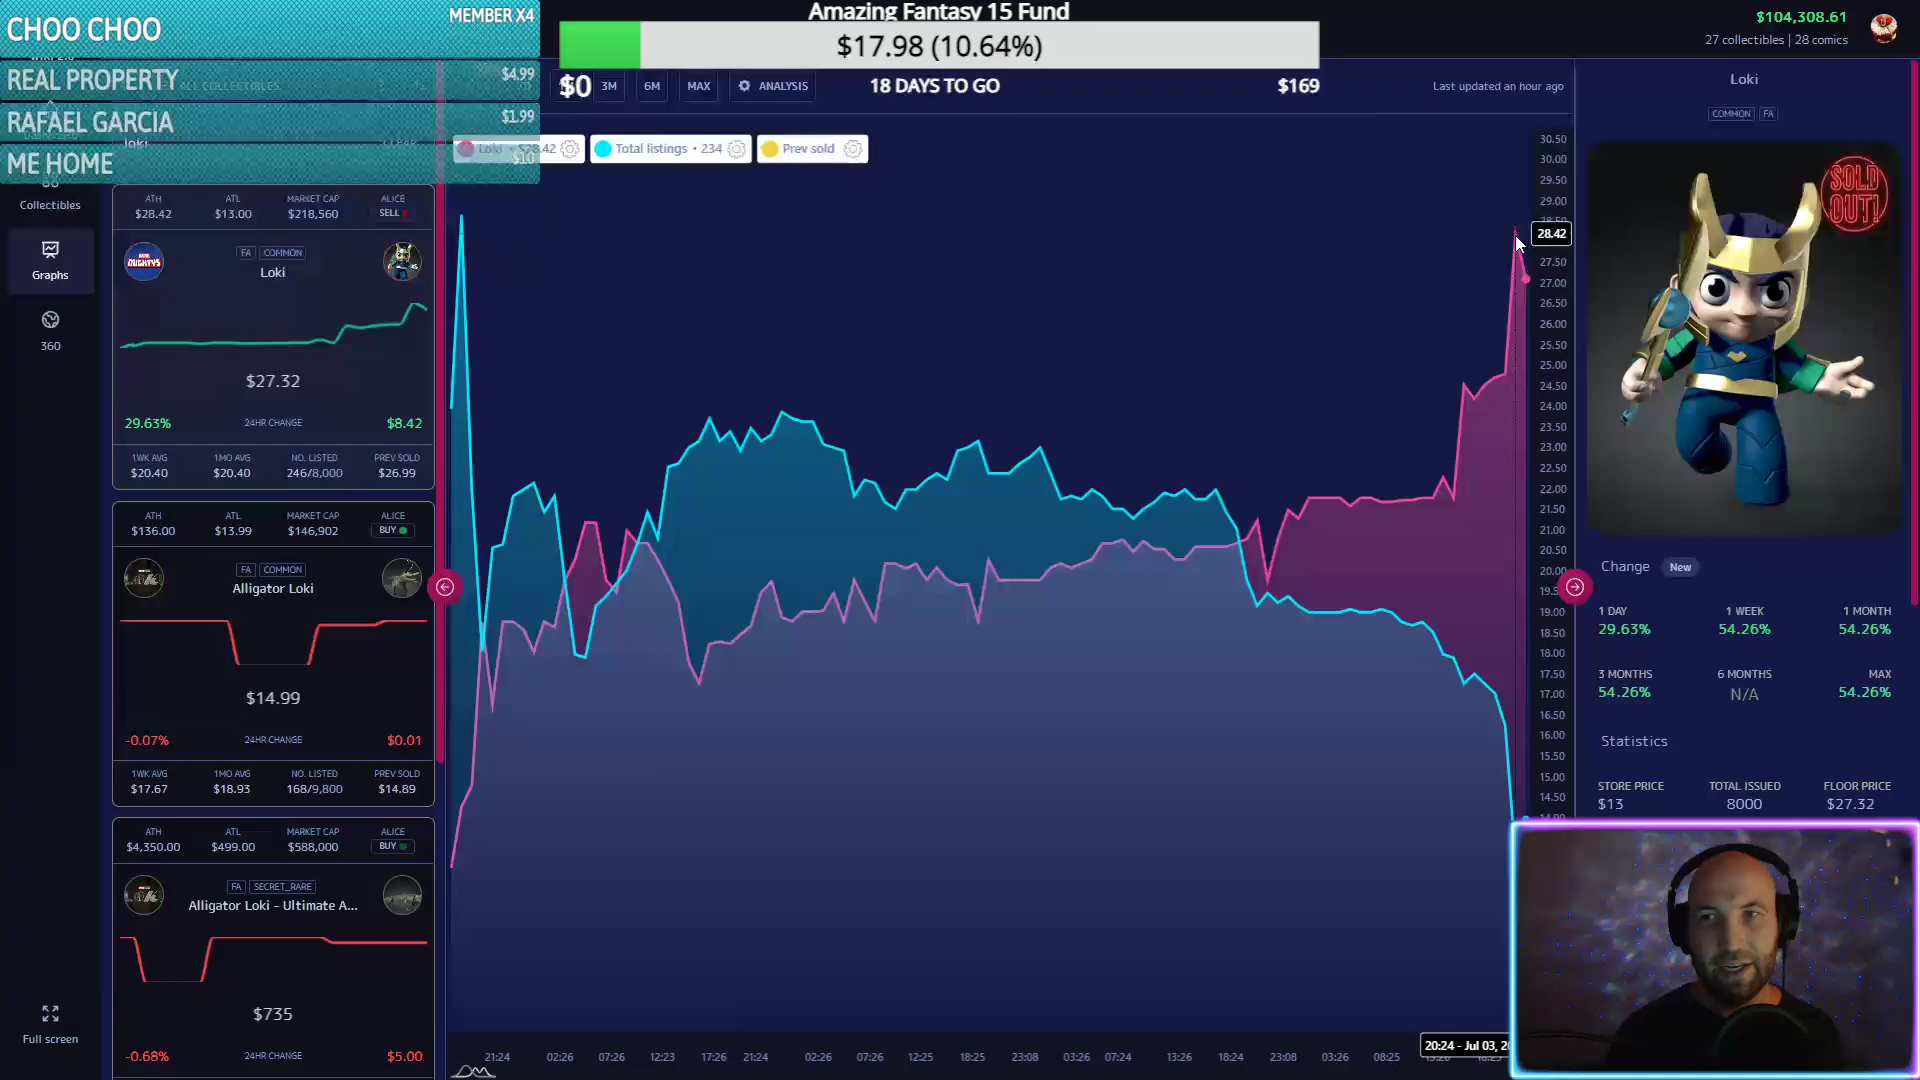 CHOO CHOO
MEMBER X4
REAL PROPERTY
$4.99
RAFAEL GARCIA
$1.99
ME HOME
$10
Amazing Fantasy 15 Fund
$17.98 (10.64%)
$0
18 DAYS TO GO
$169
3M
6M
MAX
ANALYSIS
Last updated an hour ago
$104,308.61
27 collectibles | 28 comics
ALL COLLECTIBLES
loki
CLEAR
Total listings • 234
Prev sold
Collectibles
Graphs
360
Full screen
ATH ATL MARKET CAP ALICE
$28.42 $13.00 $218,560 SELL
FA COMMON
Loki
$27.32
29.63% 24HR CHANGE $8.42
1WK AVG 1MO AVG NO. LISTED PREV SOLD
$20.40 $20.40 246/8,000 $26.99
ATH ATL MARKET CAP ALICE
$136.00 $13.99 $146,902 BUY
FA COMMON
Alligator Loki
$14.99
-0.07% 24HR CHANGE $0.01
1WK AVG 1MO AVG NO. LISTED PREV SOLD
$17.67 $18.93 168/9,800 $14.89
ATH ATL MARKET CAP ALICE
$4,350.00 $499.00 $588,000 BUY
FA SECRET_RARE
Alligator Loki - Ultimate A...
$735
-0.68% 24HR CHANGE $5.00
30.50
30.00
29.50
29.00
28.42
27.50
27.00
26.50
26.00
25.50
25.00
24.50
24.00
23.50
23.00
22.50
22.00
21.50
21.00
20.50
20.00
19.00
18.50
18.00
17.50
17.00
16.50
16.00
15.50
15.00
14.50
21:24 02:26 07:26 12:23 17:26 21:24 02:26 07:26 12:25 18:25 23:08 03:26 07:24 13:26 18:24 23:08 03:26 08:25
20:24 - Jul 03, 20
Loki
COMMON FA
SOLD OUT!
Change New
1 DAY 1 WEEK 1 MONTH
29.63% 54.26% 54.26%
3 MONTHS 6 MONTHS MAX
54.26% N/A 54.26%
Statistics
STORE PRICE TOTAL ISSUED FLOOR PRICE
$13 8000 $27.32